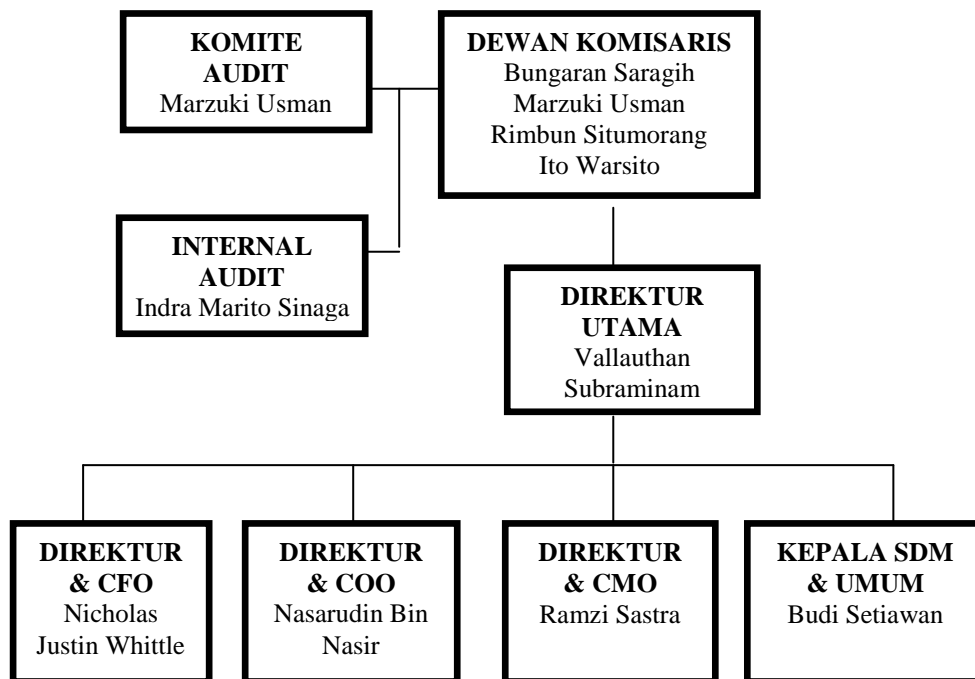 KOMITE
AUDIT
Marzuki Usman
DEWAN KOMISARIS
Bungaran Saragih
Marzuki Usman
Rimbun Situmorang
Ito Warsito
INTERNAL
AUDIT
Indra Marito Sinaga
DIREKTUR
UTAMA
Vallauthan
Subraminam
DIREKTUR
& CFO
Nicholas
Justin Whittle
DIREKTUR
& COO
Nasarudin Bin
Nasir
DIREKTUR
& CMO
Ramzi Sastra
KEPALA SDM
& UMUM
Budi Setiawan